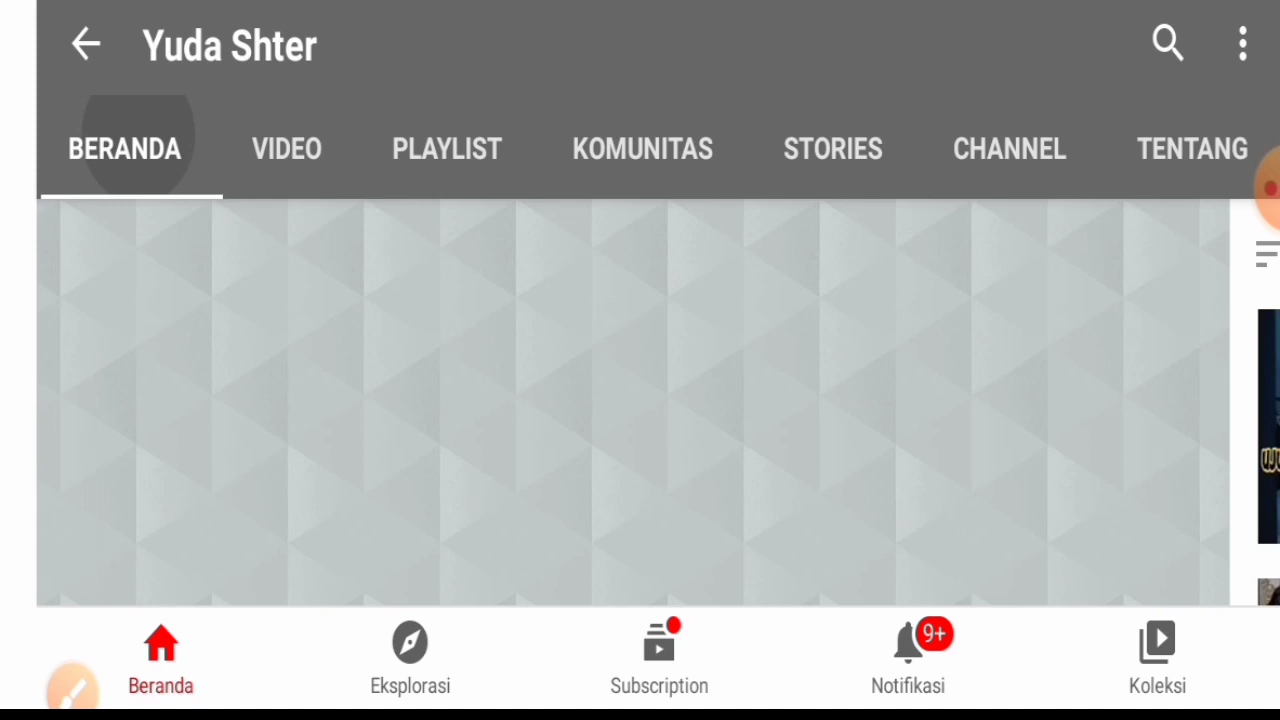 Yuda Shter
BERANDA VIDEO PLAYLIST KOMUNITAS STORIES CHANNEL TENTANG
9+
Beranda Eksplorasi Subscription Notifikasi Koleksi